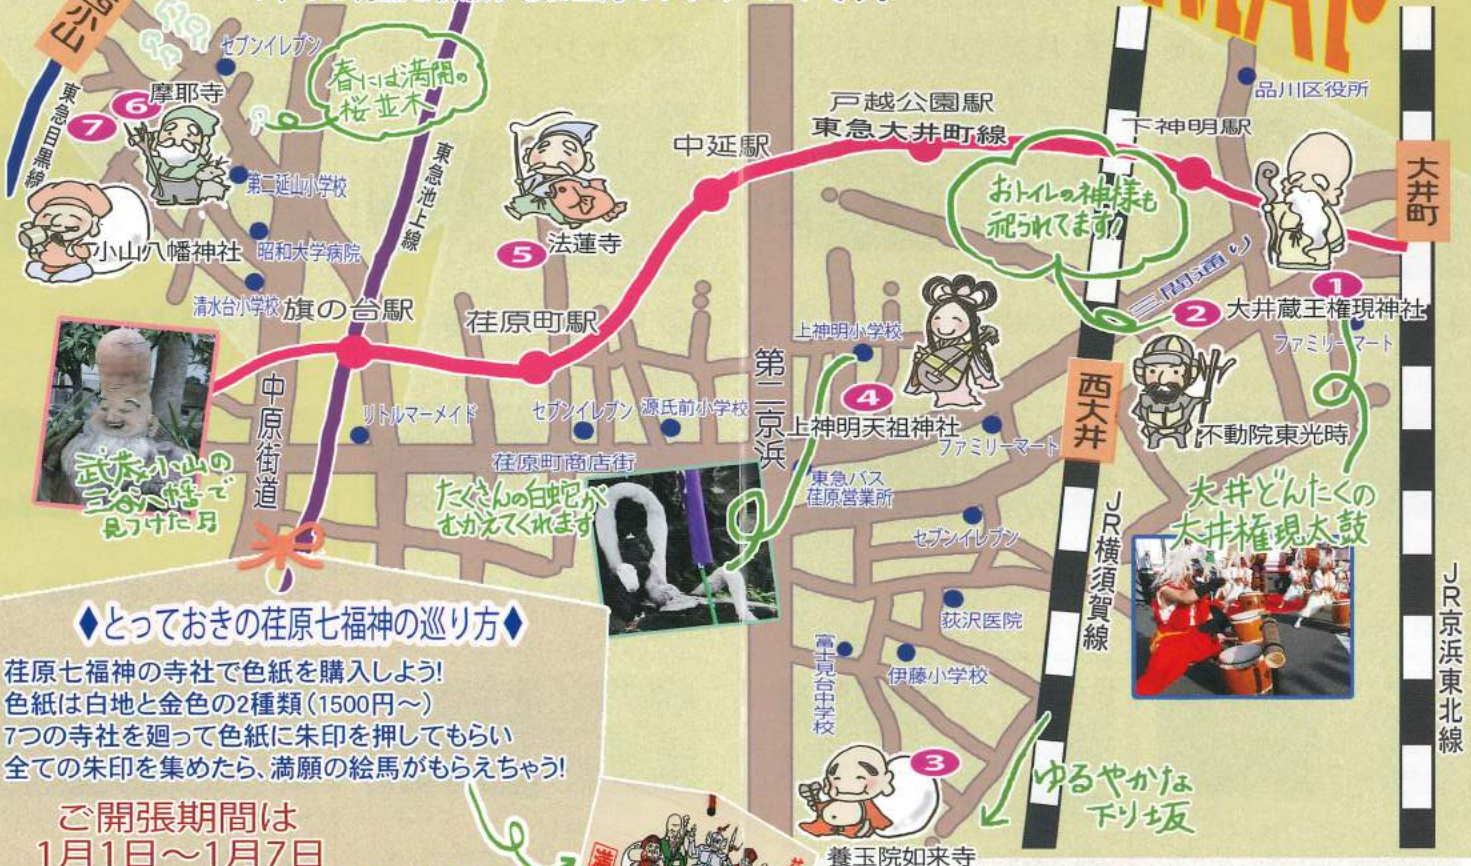 MAP
西小山
東急目黒線
セブンイレブン
春には満開の
桜並木
6
摩耶寺
7
第二延山小学校
小山八幡神社
昭和大学病院
清水台小学校
旗の台駅
東急池上線
5
法蓮寺
荏原町駅
中延駅
戸越公園駅
東急大井町線
下神明駅
品川区役所
大井町
おトイレの神様も
祀られてます!
三間通り
1
大井蔵王権現神社
ファミリーマート
2
不動院東光時
西大井
上神明小学校
4
上神明天祖神社
ファミリーマート
第二京浜
東急バス
荏原営業所
中原街道
リトルマーメイド
セブンイレブン
源氏前小学校
荏原町商店街
武蔵小山の
三谷八幡で
見つけた
たくさんの白蛇が
むかえてくれます
セブンイレブン
JR横須賀線
大井どんたくの
大井権現太鼓
JR京浜東北線
荻沢医院
富士見台中学校
伊藤小学校
3
養玉院如来寺
ゆるやかな
下り坂
◆とっておきの荏原七福神の巡り方◆
荏原七福神の寺社で色紙を購入しよう!
色紙は白地と金色の2種類(1500円～)
7つの寺社を廻って色紙に朱印を押してもらい
全ての朱印を集めたら、満願の絵馬がもらえちゃう!
ご開張期間は
1月1日～1月7日